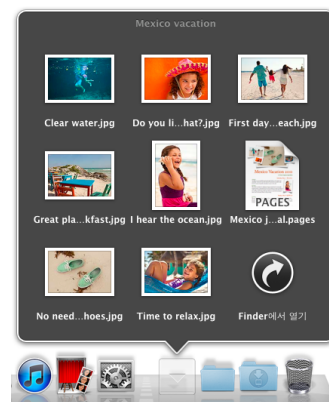 Mexico vacation
Clear water.jpg
Do you li...hat?.jpg
First day...each.jpg
Great pla...kfast.jpg
I hear the ocean.jpg
PAGES
Mexico j...al.pages
No need...hoes.jpg
Time to relax.jpg
Finder에서 열기